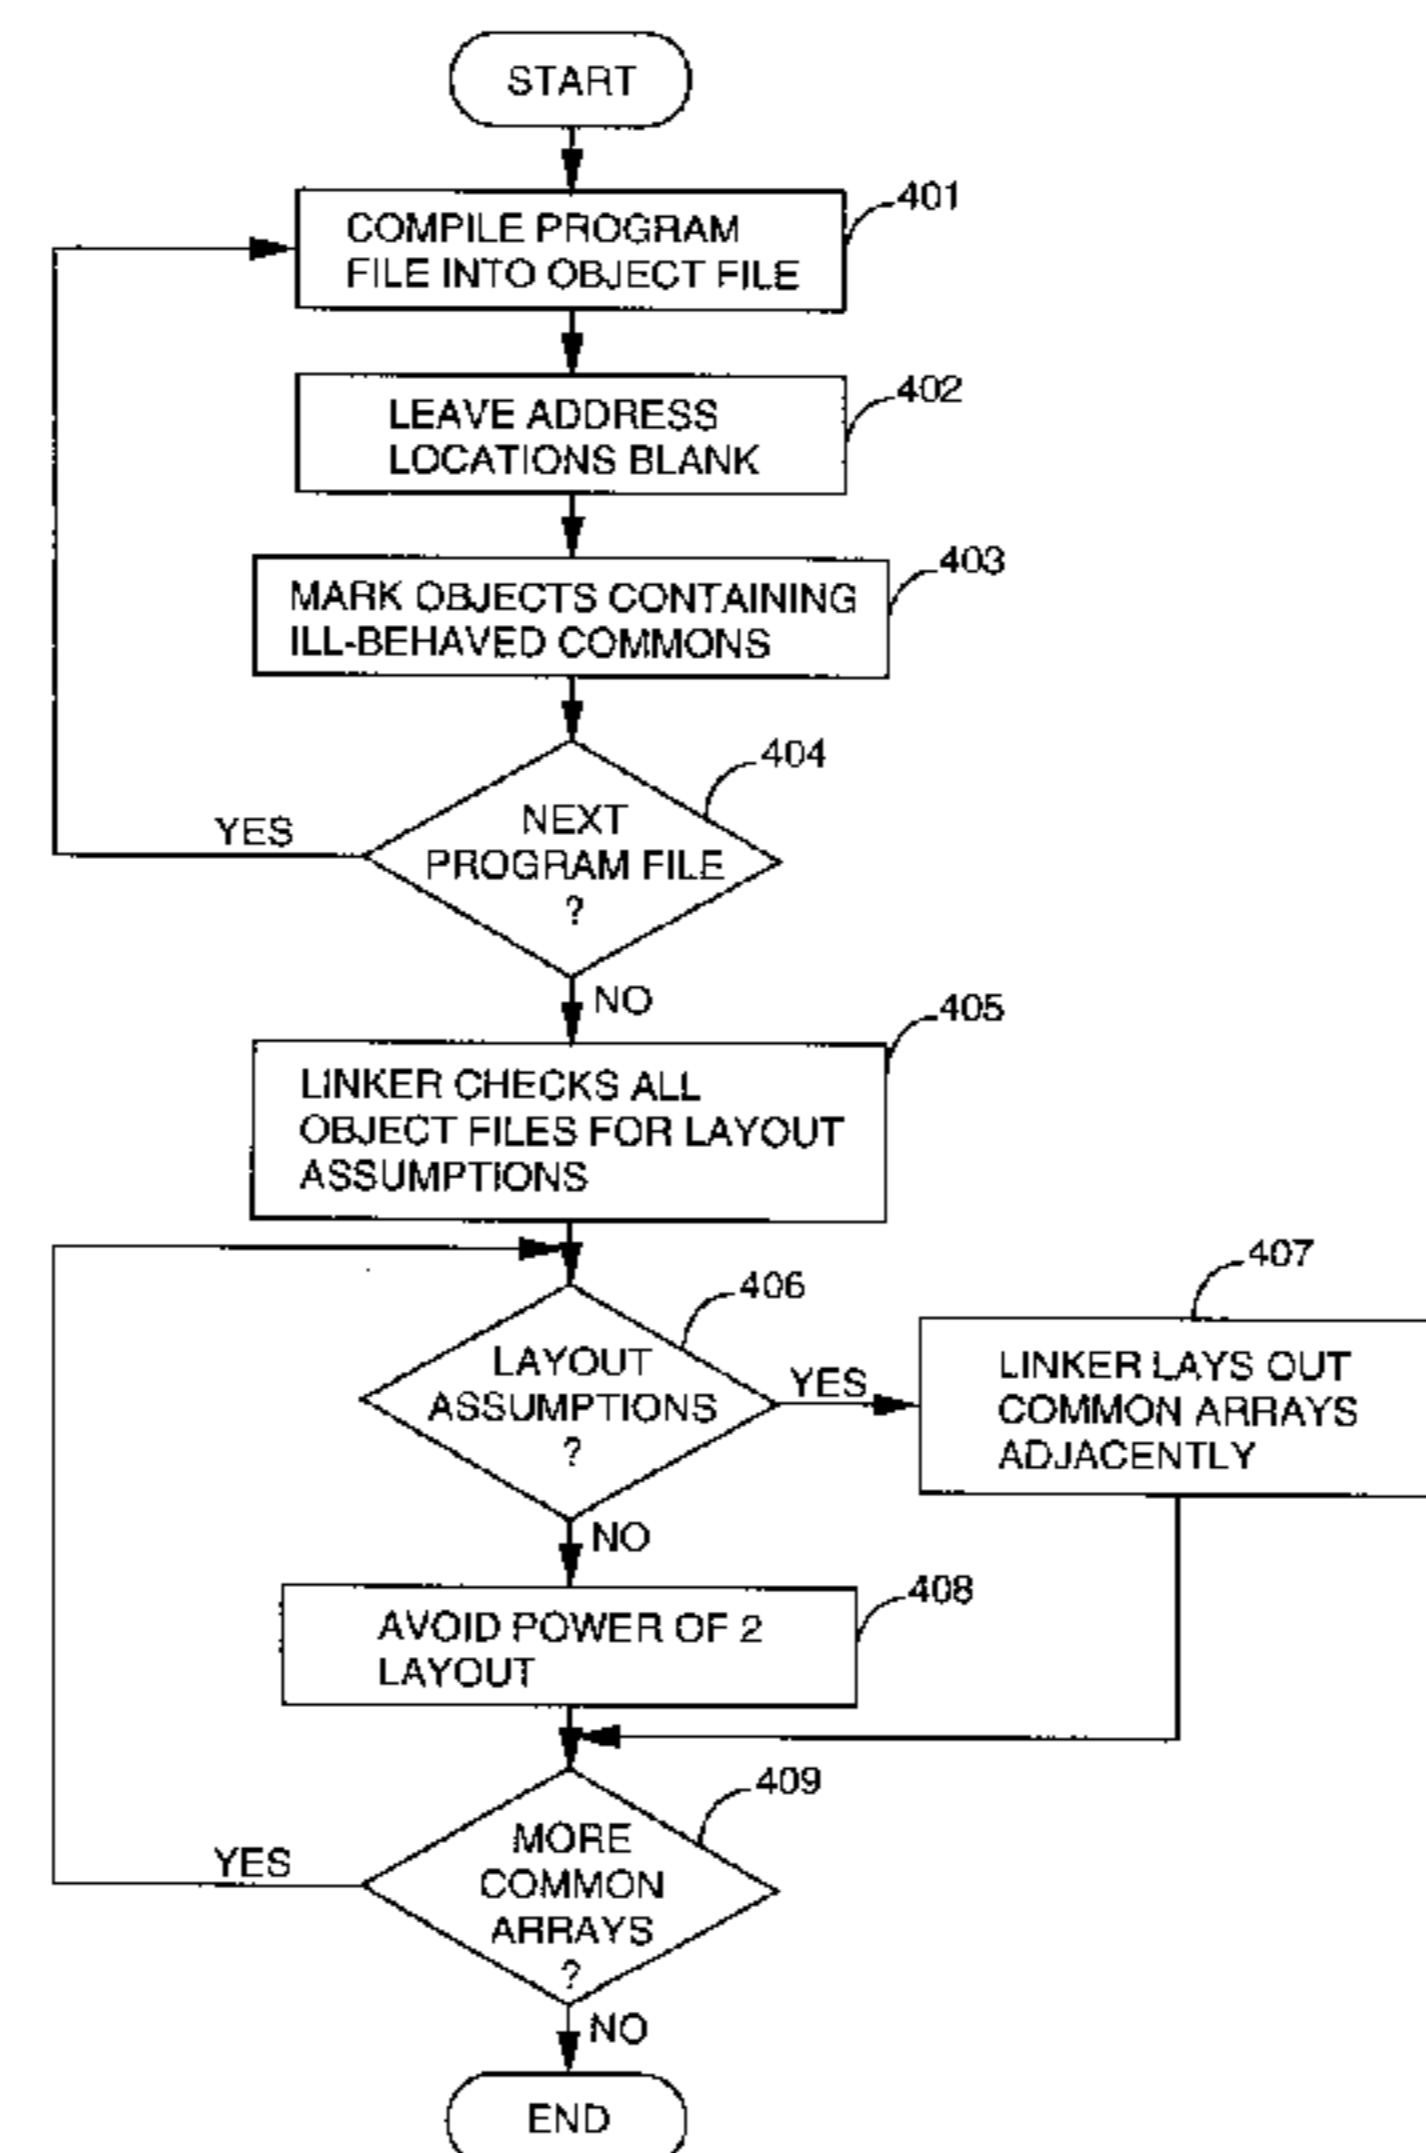 START
COMPILE PROGRAM
FILE INTO OBJECT FILE
401
LEAVE ADDRESS
LOCATIONS BLANK
402
MARK OBJECTS CONTAINING
ILL-BEHAVED COMMONS
403
NEXT
PROGRAM FILE
?
404
YES
NO
LINKER CHECKS ALL
OBJECT FILES FOR LAYOUT
ASSUMPTIONS
405
LAYOUT
ASSUMPTIONS
?
406
YES
LINKER LAYS OUT
COMMON ARRAYS
ADJACENTLY
407
NO
AVOID POWER OF 2
LAYOUT
408
MORE
COMMON
ARRAYS
?
409
YES
NO
END